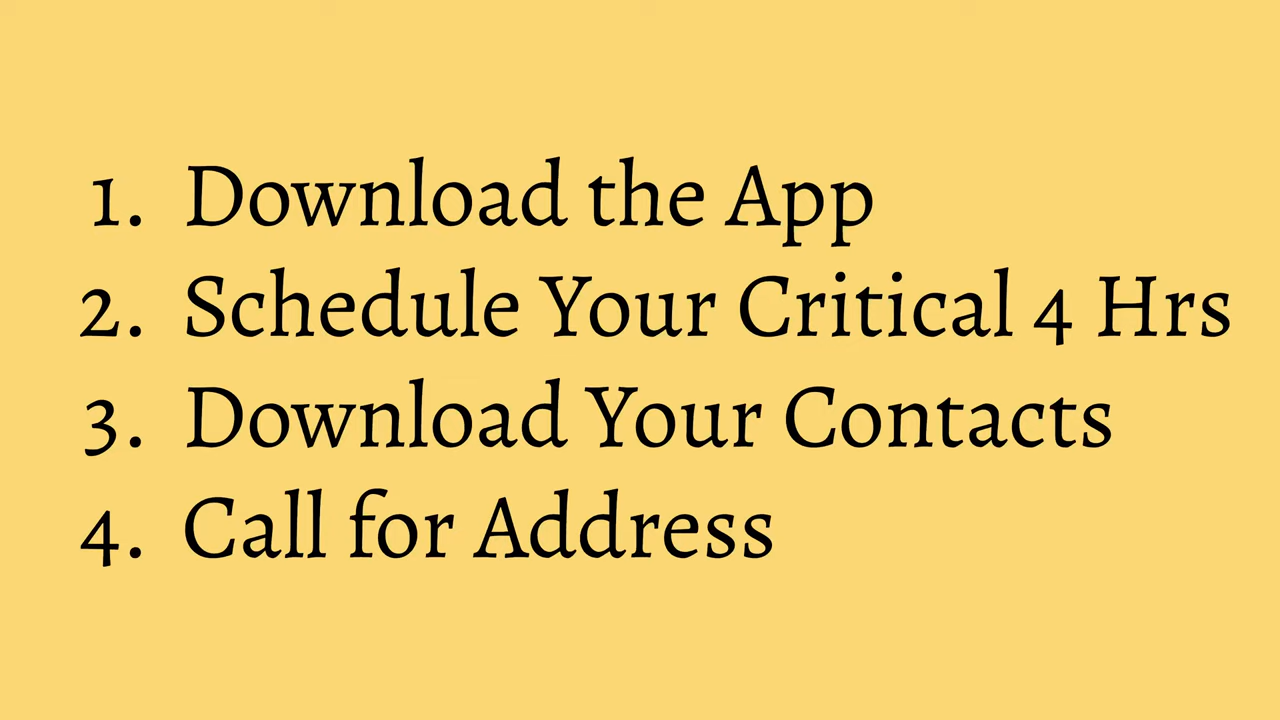 1. Download the App
2. Schedule Your Critical 4 Hrs
3. Download Your Contacts
4. Call for Address